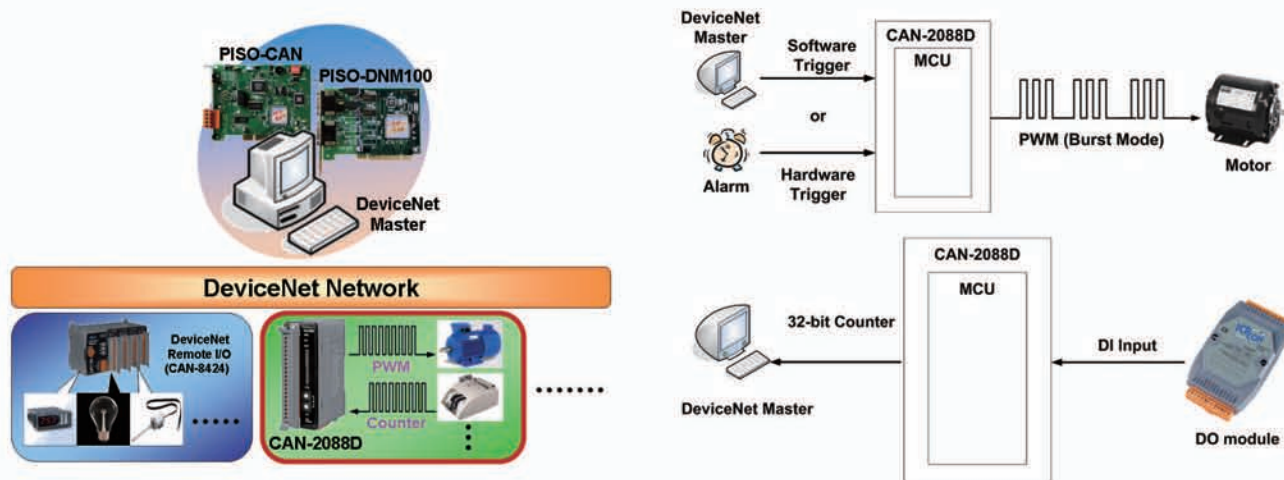 PISO-CAN
PISO-DNM100
DeviceNet
Master
DeviceNet Network
DeviceNet
Remote I/O
(CAN-8424)
PWM
Counter
CAN-2088D
DeviceNet
Master
Software
Trigger
or
Alarm
Hardware
Trigger
CAN-2088D
MCU
PWM (Burst Mode)
Motor
CAN-2088D
MCU
32-bit Counter
DeviceNet Master
DI Input
DO module